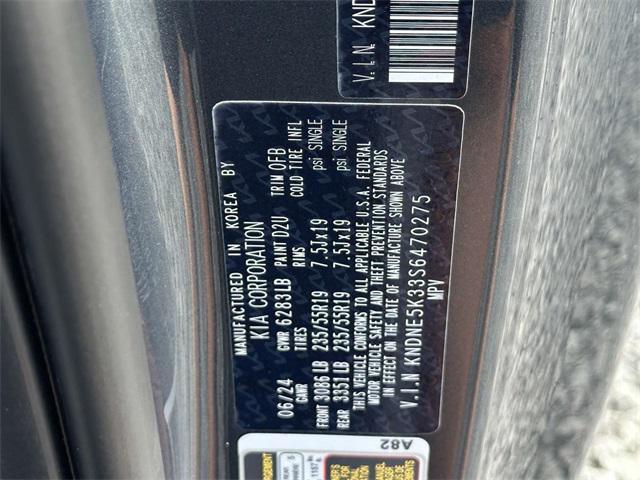 MANUFACTURED IN KOREA BY
KIA CORPORATION
06/24 GVWR 6283LB PAINT D2U TRIM OFB
GAWR TIRES RIMS COLD TIRE INFL
FRONT 3086LB 235/55R19 7.5Jx19 psi SINGLE
REAR 3351LB 235/55R19 7.5Jx19 psi SINGLE
THIS VEHICLE CONFORMS TO ALL APPLICABLE U.S.A. FEDERAL
MOTOR VEHICLE SAFETY AND THEFT PREVENTION STANDARDS
IN EFFECT ON THE DATE OF MANUFACTURE SHOWN ABOVE
V.I.N KNDNE5K33S6470275
MPV
V.I.N. KND
A82